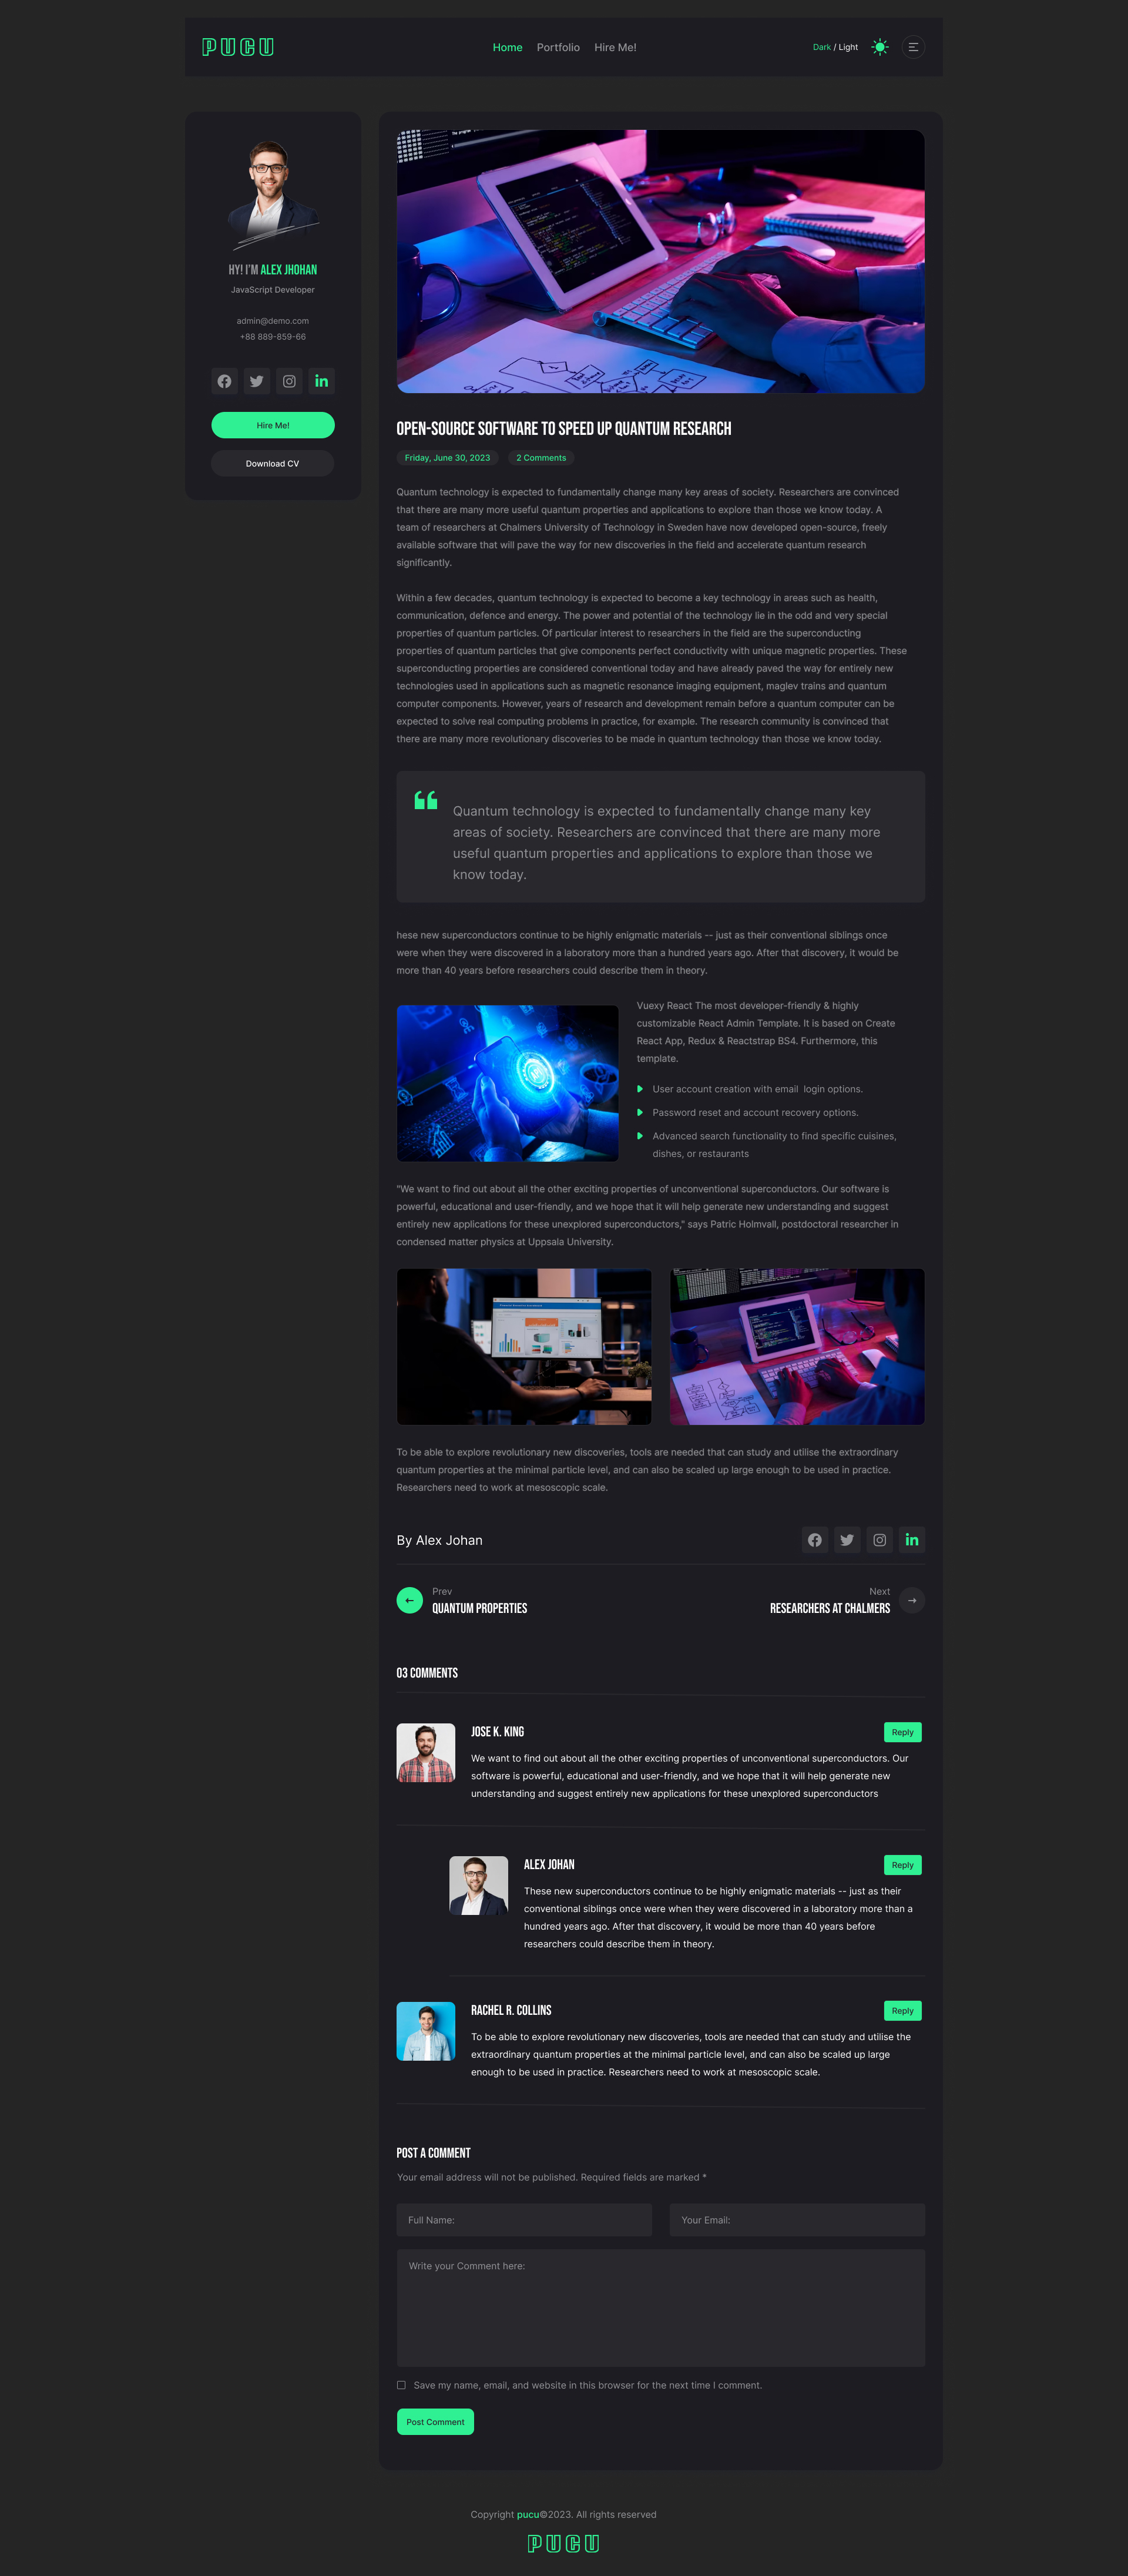 PUCU
Home Portfolio Hire Me!
Dark / Light
HY! I'M ALEX JHOHAN
JavaScript Developer
admin@demo.com
+88 889-859-66
Hire Me!
Download CV
OPEN-SOURCE SOFTWARE TO SPEED UP QUANTUM RESEARCH
Friday, June 30, 2023
2 Comments
Quantum technology is expected to fundamentally change many key areas of society. Researchers are convinced
that there are many more useful quantum properties and applications to explore than those we know today. A
team of researchers at Chalmers University of Technology in Sweden have now developed open-source, freely
available software that will pave the way for new discoveries in the field and accelerate quantum research
significantly.
Within a few decades, quantum technology is expected to become a key technology in areas such as health,
communication, defence and energy. The power and potential of the technology lie in the odd and very special
properties of quantum particles. Of particular interest to researchers in the field are the superconducting
properties of quantum particles that give components perfect conductivity with unique magnetic properties. These
superconducting properties are considered conventional today and have already paved the way for entirely new
technologies used in applications such as magnetic resonance imaging equipment, maglev trains and quantum
computer components. However, years of research and development remain before a quantum computer can be
expected to solve real computing problems in practice, for example. The research community is convinced that
there are many more revolutionary discoveries to be made in quantum technology than those we know today.
Quantum technology is expected to fundamentally change many key
areas of society. Researchers are convinced that there are many more
useful quantum properties and applications to explore than those we
know today.
hese new superconductors continue to be highly enigmatic materials -- just as their conventional siblings once
were when they were discovered in a laboratory more than a hundred years ago. After that discovery, it would be
more than 40 years before researchers could describe them in theory.
Vuexy React The most developer-friendly & highly
customizable React Admin Template. It is based on Create
React App, Redux & Reactstrap BS4. Furthermore, this
template.
User account creation with email  login options.
Password reset and account recovery options.
Advanced search functionality to find specific cuisines,
dishes, or restaurants
"We want to find out about all the other exciting properties of unconventional superconductors. Our software is
powerful, educational and user-friendly, and we hope that it will help generate new understanding and suggest
entirely new applications for these unexplored superconductors," says Patric Holmvall, postdoctoral researcher in
condensed matter physics at Uppsala University.
To be able to explore revolutionary new discoveries, tools are needed that can study and utilise the extraordinary
quantum properties at the minimal particle level, and can also be scaled up large enough to be used in practice.
Researchers need to work at mesoscopic scale.
By Alex Johan
Prev
QUANTUM PROPERTIES
Next
RESEARCHERS AT CHALMERS
03 COMMENTS
JOSE K. KING
Reply
We want to find out about all the other exciting properties of unconventional superconductors. Our
software is powerful, educational and user-friendly, and we hope that it will help generate new
understanding and suggest entirely new applications for these unexplored superconductors
ALEX JOHAN
Reply
These new superconductors continue to be highly enigmatic materials -- just as their
conventional siblings once were when they were discovered in a laboratory more than a
hundred years ago. After that discovery, it would be more than 40 years before
researchers could describe them in theory.
RACHEL R. COLLINS
Reply
To be able to explore revolutionary new discoveries, tools are needed that can study and utilise the
extraordinary quantum properties at the minimal particle level, and can also be scaled up large
enough to be used in practice. Researchers need to work at mesoscopic scale.
POST A COMMENT
Your email address will not be published. Required fields are marked *
Full Name:
Your Email:
Write your Comment here:
Save my name, email, and website in this browser for the next time I comment.
Post Comment
Copyright pucu©2023. All rights reserved
PUCU